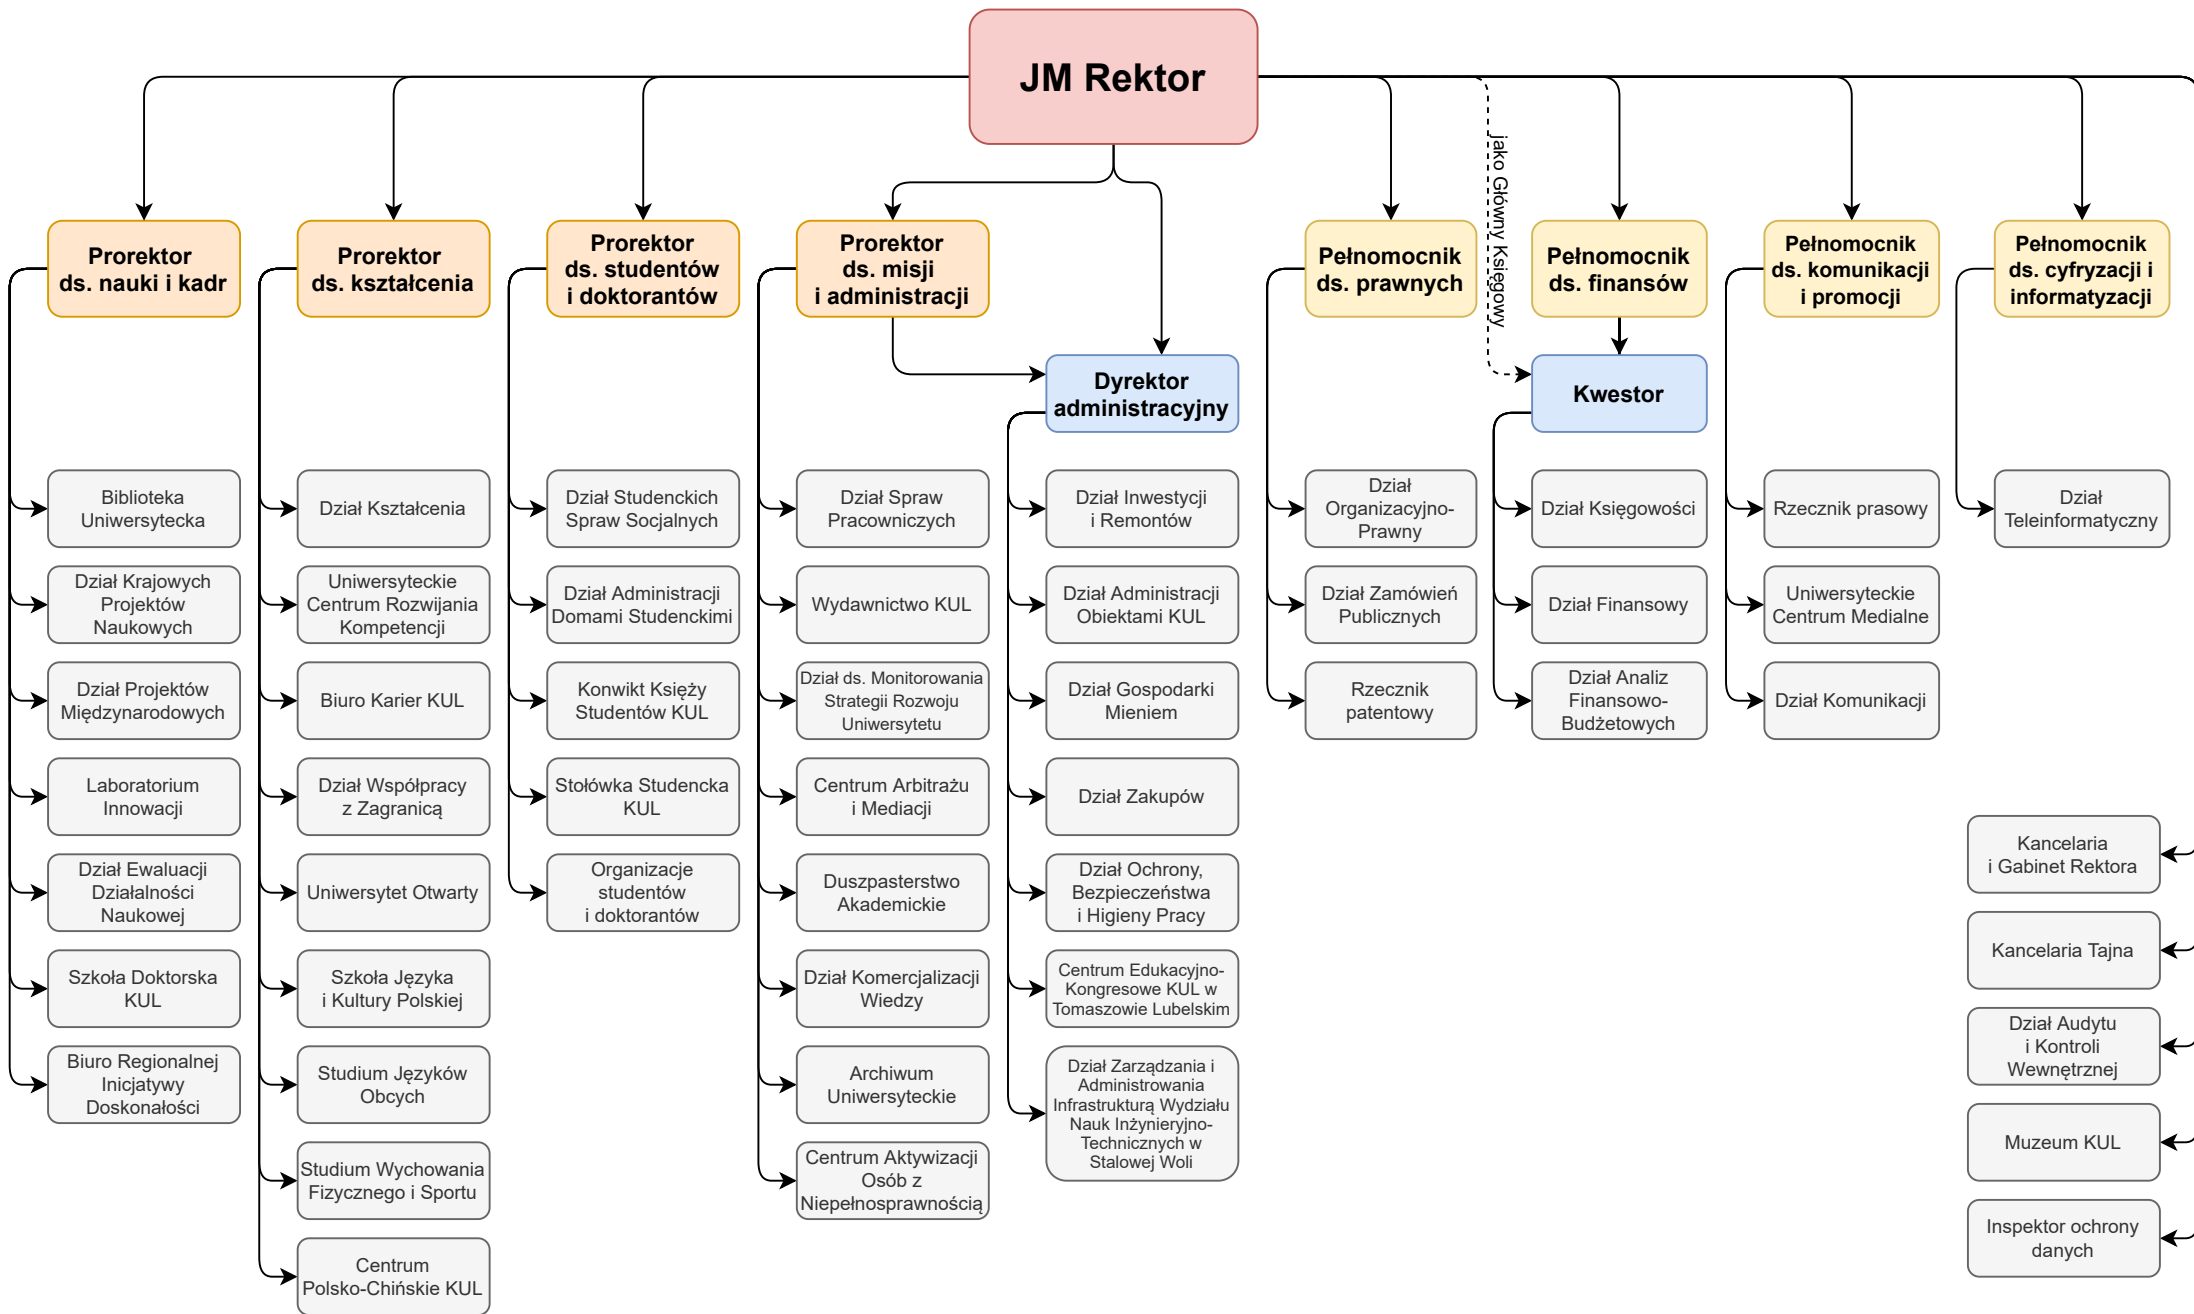 JM Rektor
jako Główny Księgowy
Prorektor
ds. nauki i kadr
Prorektor
ds. kształcenia
Prorektor
ds. studentów
i doktorantów
Prorektor
ds. misji
i administracji
Pełnomocnik
ds. prawnych
Pełnomocnik
ds. finansów
Pełnomocnik
ds. komunikacji
i promocji
Pełnomocnik
ds. cyfryzacji i
informatyzacji
Dyrektor
administracyjny
Kwestor
Biblioteka
Uniwersytecka
Dział Krajowych
Projektów
Naukowych
Dział Projektów
Międzynarodowych
Laboratorium
Innowacji
Dział Ewaluacji
Działalności
Naukowej
Szkoła Doktorska
KUL
Biuro Regionalnej
Inicjatywy
Doskonałości
Dział Kształcenia
Uniwersyteckie
Centrum Rozwijania
Kompetencji
Biuro Karier KUL
Dział Współpracy
z Zagranicą
Uniwersytet Otwarty
Szkoła Języka
i Kultury Polskiej
Studium Języków
Obcych
Studium Wychowania
Fizycznego i Sportu
Centrum
Polsko-Chińskie KUL
Dział Studenckich
Spraw Socjalnych
Dział Administracji
Domami Studenckimi
Konwikt Księży
Studentów KUL
Stołówka Studencka
KUL
Organizacje
studentów
i doktorantów
Dział Spraw
Pracowniczych
Wydawnictwo KUL
Dział ds. Monitorowania
Strategii Rozwoju
Uniwersytetu
Centrum Arbitrażu
i Mediacji
Duszpasterstwo
Akademickie
Dział Komercjalizacji
Wiedzy
Archiwum
Uniwersyteckie
Centrum Aktywizacji
Osób z
Niepełnosprawnością
Dział Inwestycji
i Remontów
Dział Administracji
Obiektami KUL
Dział Gospodarki
Mieniem
Dział Zakupów
Dział Ochrony,
Bezpieczeństwa
i Higieny Pracy
Centrum Edukacyjno-
Kongresowe KUL w
Tomaszowie Lubelskim
Dział Zarządzania i
Administrowania
Infrastrukturą Wydziału
Nauk Inżynieryjno-
Technicznych w
Stalowej Woli
Dział
Organizacyjno-
Prawny
Dział Zamówień
Publicznych
Rzecznik
patentowy
Dział Księgowości
Dział Finansowy
Dział Analiz
Finansowo-
Budżetowych
Rzecznik prasowy
Uniwersyteckie
Centrum Medialne
Dział Komunikacji
Dział
Teleinformatyczny
Kancelaria
i Gabinet Rektora
Kancelaria Tajna
Dział Audytu
i Kontroli
Wewnętrznej
Muzeum KUL
Inspektor ochrony
danych